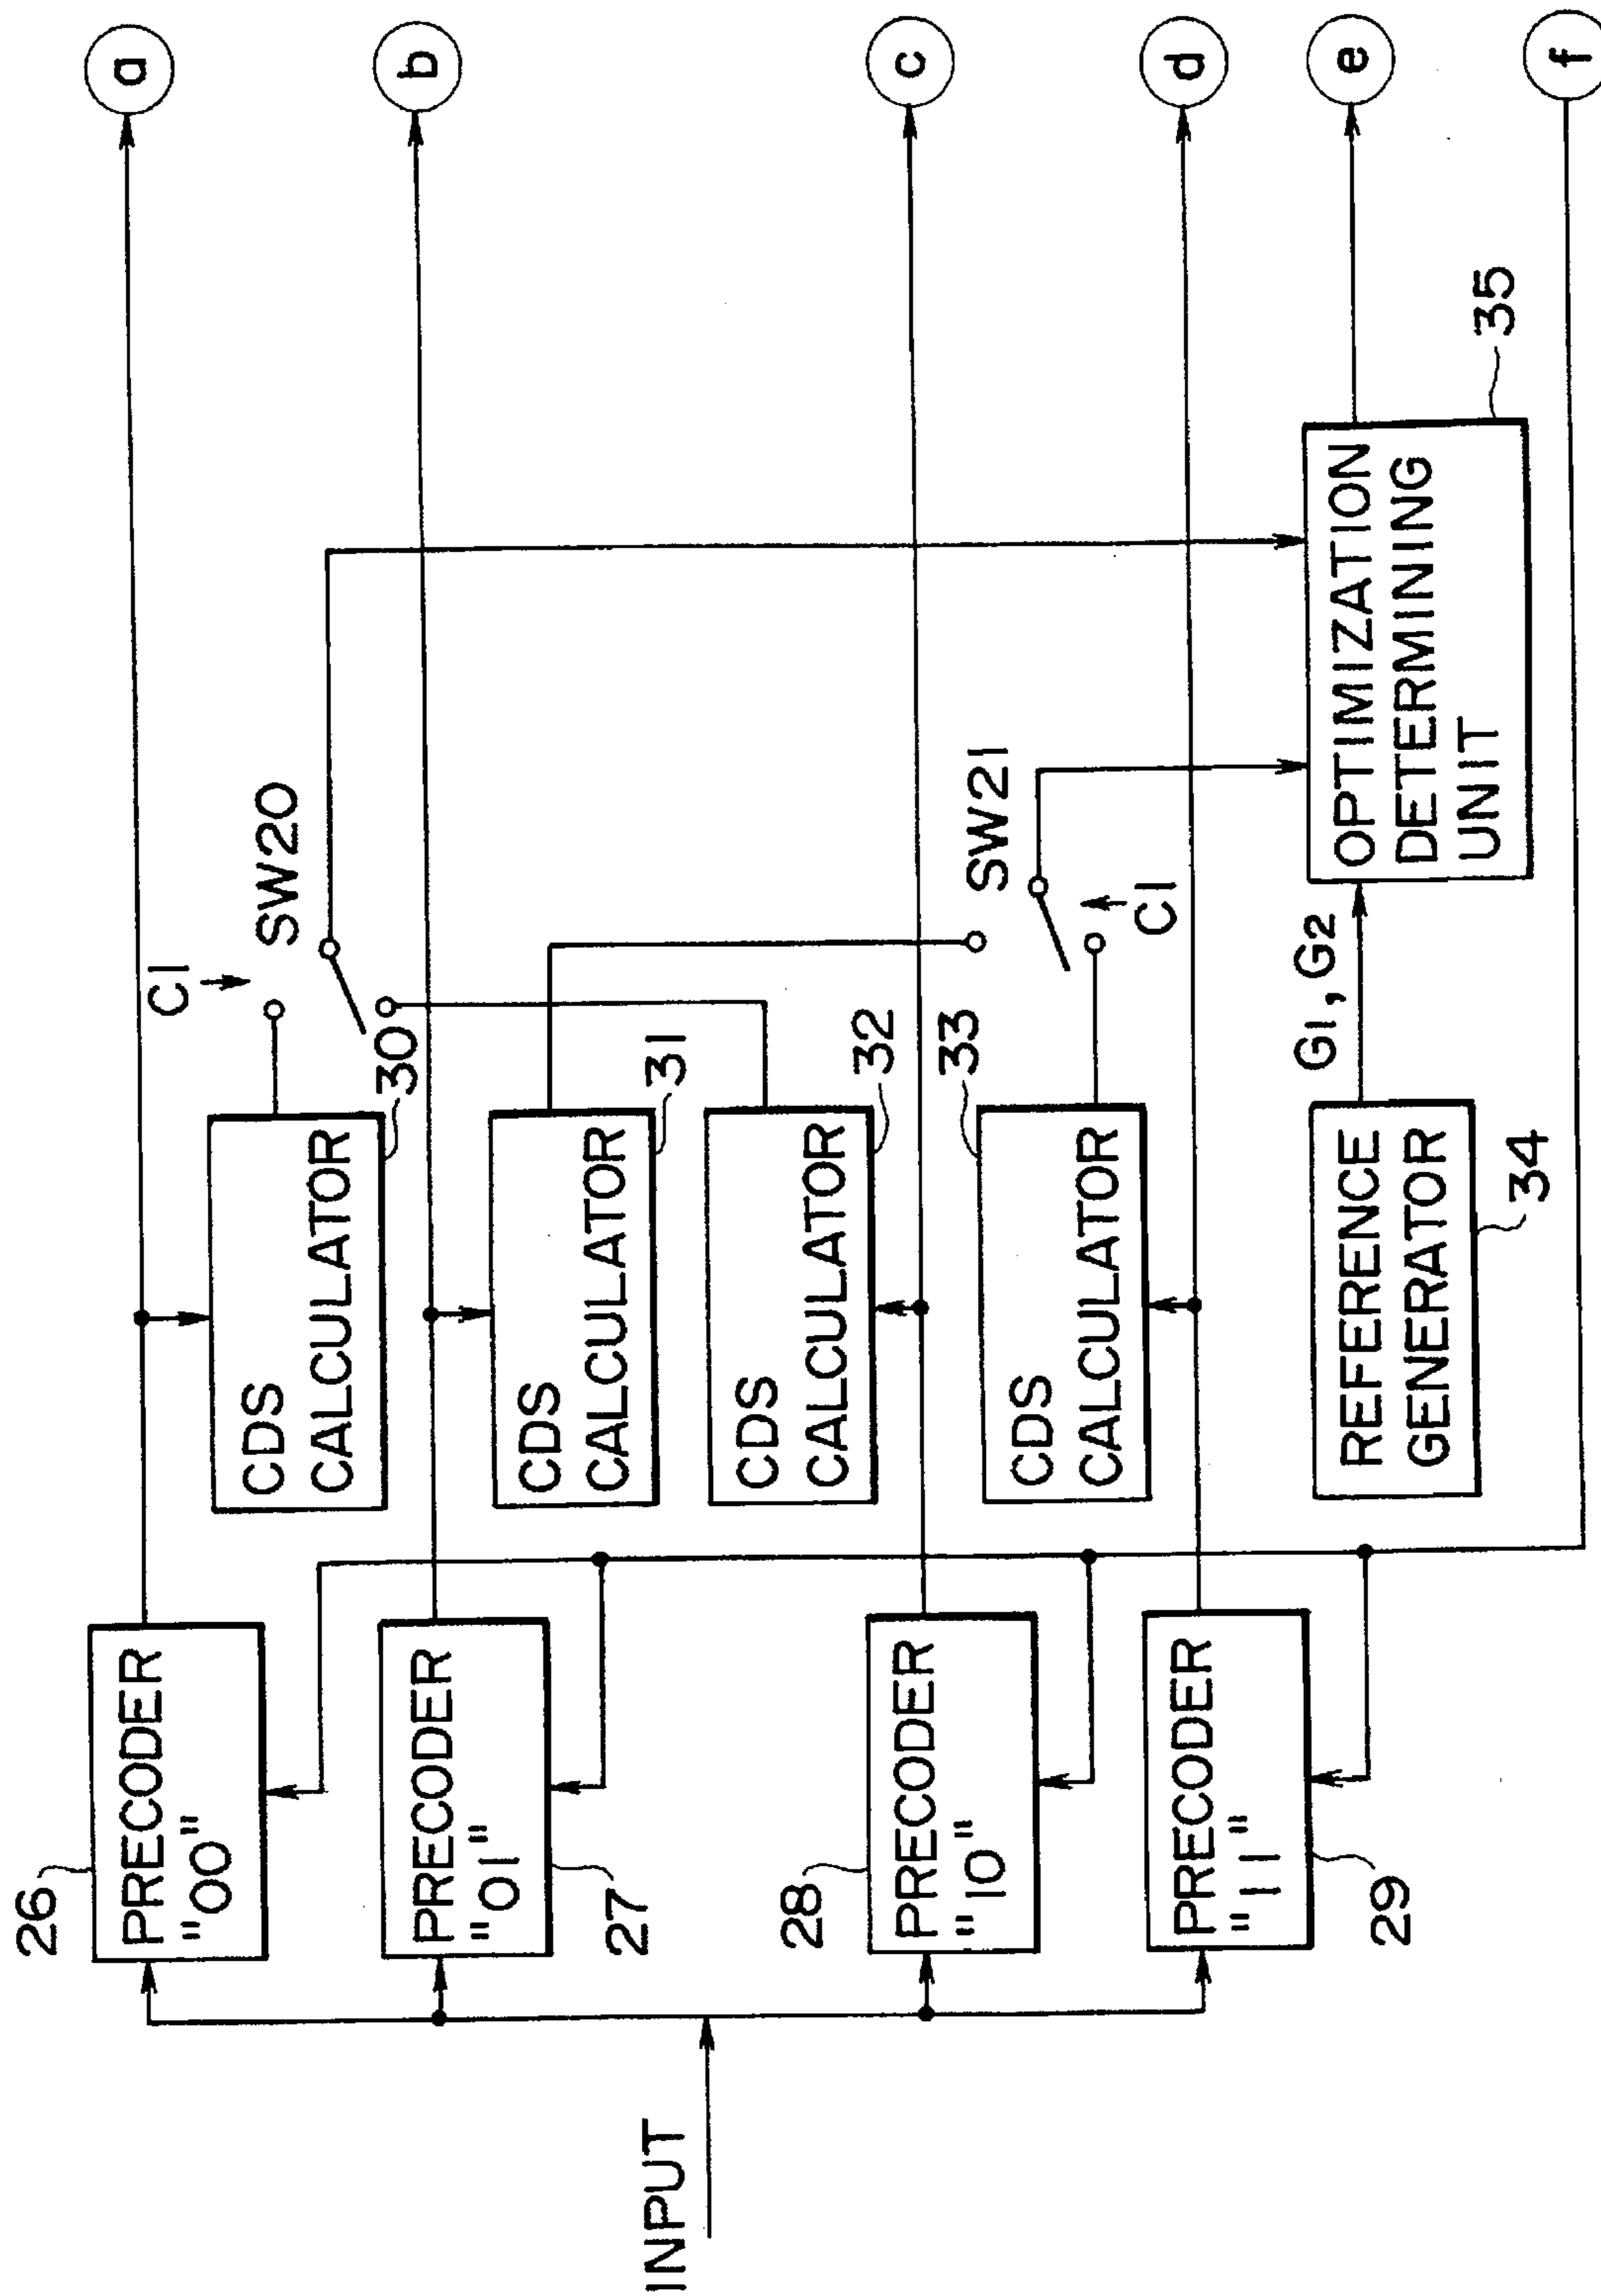 INPUT
26
PRECODER
"00"
PRECODER
"01"
27
28
PRECODER
"10"
PRECODER
"11"
29
CDS
CALCULATOR
30
CDS
CALCULATOR
31
CDS
CALCULATOR
32
33
CDS
CALCULATOR
REFERENCE
GENERATOR
34
C1
SW20
SW21
C1
G1, G2
OPTIMIZATION
DETERMINING
UNIT
35
a
b
c
d
e
f